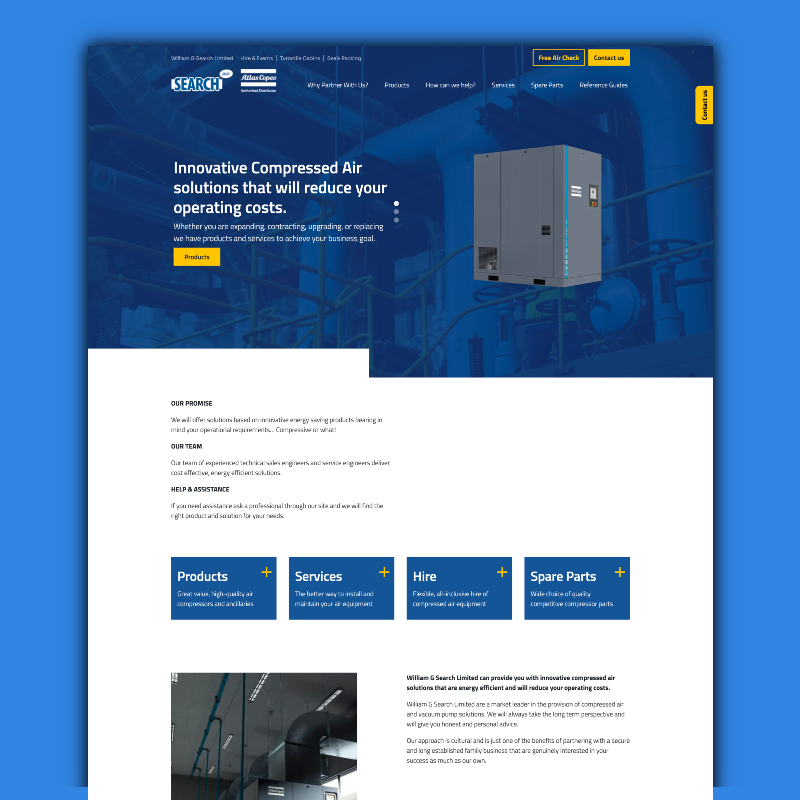 William G Search Limited Hire & Events | Turnstile Cabins | Seals Packing
Free Air Check
Contact us
SEARCH
Atlas Copco
Authorised Distributor
Why Partner With Us? Products How can we help? Services Spare Parts Reference Guides
Contact us
Innovative Compressed Air
solutions that will reduce your
operating costs.
Whether you are expanding, contracting, upgrading, or replacing
we have products and services to achieve your business goal.
Products
OUR PROMISE
We will offer solutions based on innovative energy saving products bearing in
mind your operational requirements... Compressive or what!
OUR TEAM
Our team of experienced technical sales engineers and service engineers deliver
cost effective, energy efficient solutions.
HELP & ASSISTANCE
If you need assistance ask a professional through our site and we will find the
right product and solution for your needs.
Products +
Great value, high-quality air
compressors and ancillaries
Services +
The better way to install and
maintain your air equipment
Hire +
Flexible, all-inclusive hire of
compressed air equipment
Spare Parts +
Wide choice of quality
competitive compressor parts
William G Search Limited can provide you with innovative compressed air
solutions that are energy efficient and will reduce your operating costs.
William G Search Limited are a market leader in the provision of compressed air
and vacuum pump solutions. We will always take the long term perspective and
will give you honest and personal advice.
Our approach is cultural and is just one of the benefits of partnering with a secure
and long established family business that are genuinely interested in your
success as much as our own.